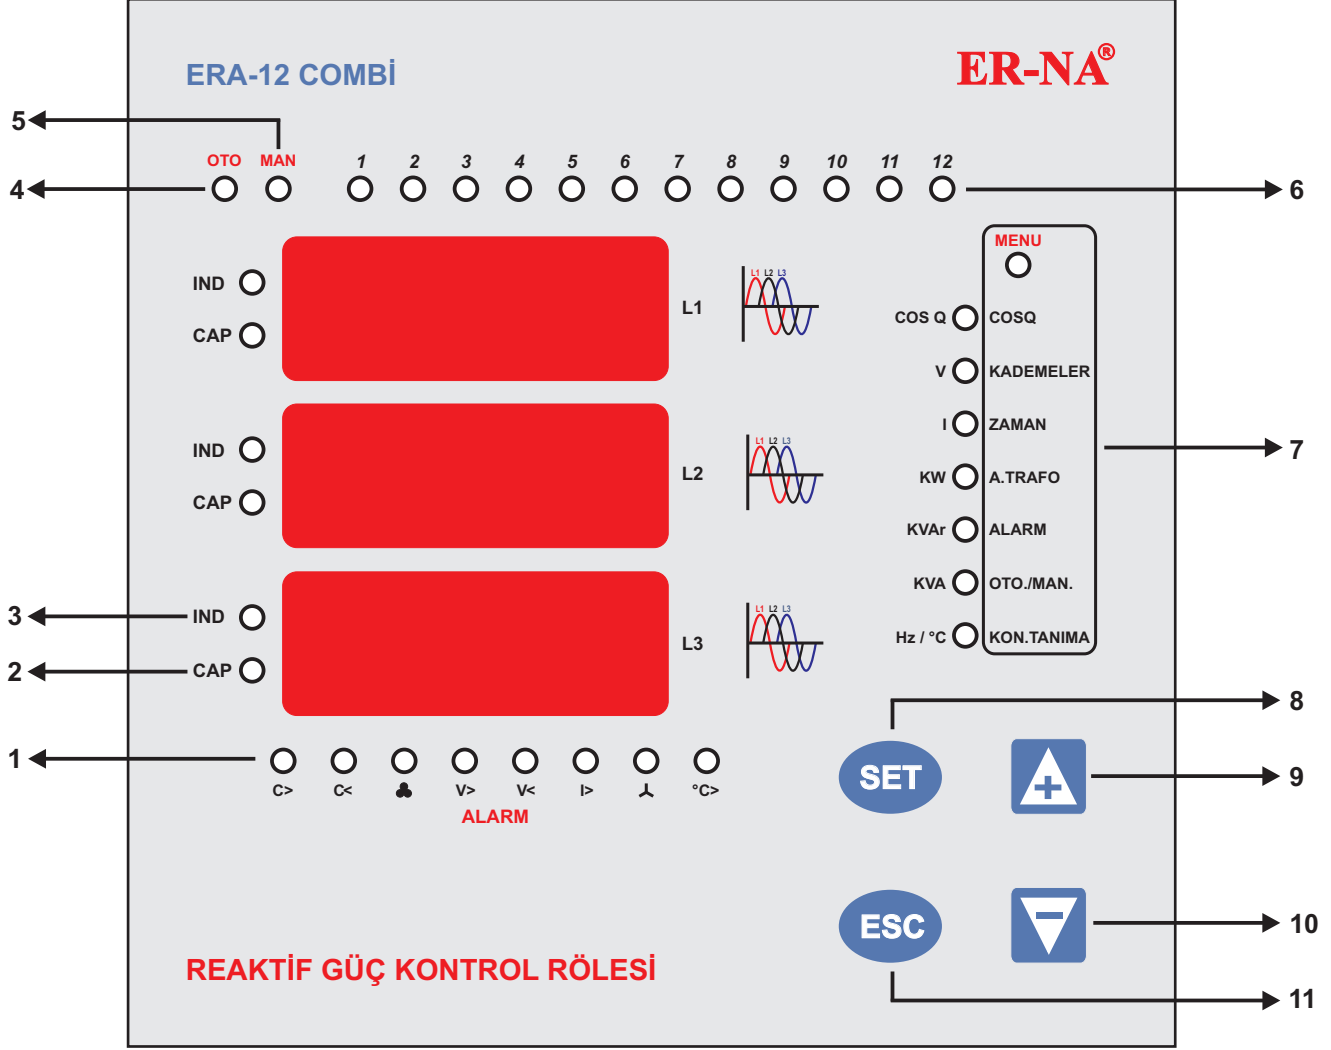 ERA-12 COMBİ
ER-NA®
5
OTO MAN 1 2 3 4 5 6 7 8 9 10 11 12
4
6
MENU
IND
L1 L2 L3
L1
CAP
COS Q COSQ
V KADEMELER
I ZAMAN
7
IND
L1 L2 L3
L2
CAP
KW A.TRAFO
KVAr ALARM
KVA OTO./MAN.
3
IND
L1 L2 L3
L3
Hz / °C KON.TANIMA
2
CAP
8
1
C> C< V> V< I> °C>
ALARM
SET
+
9
ESC
−
10
REAKTİF GÜÇ KONTROL RÖLESİ
11